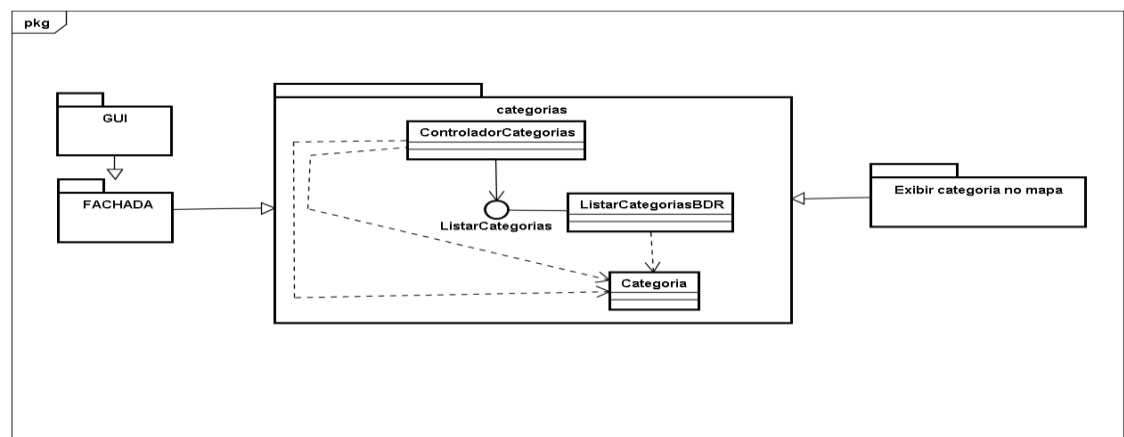 pkg
GUI
FACHADA
categorias
ControladorCategorias
ListarCategorias
ListarCategoriasBDR
Categoria
Exibir categoria no mapa